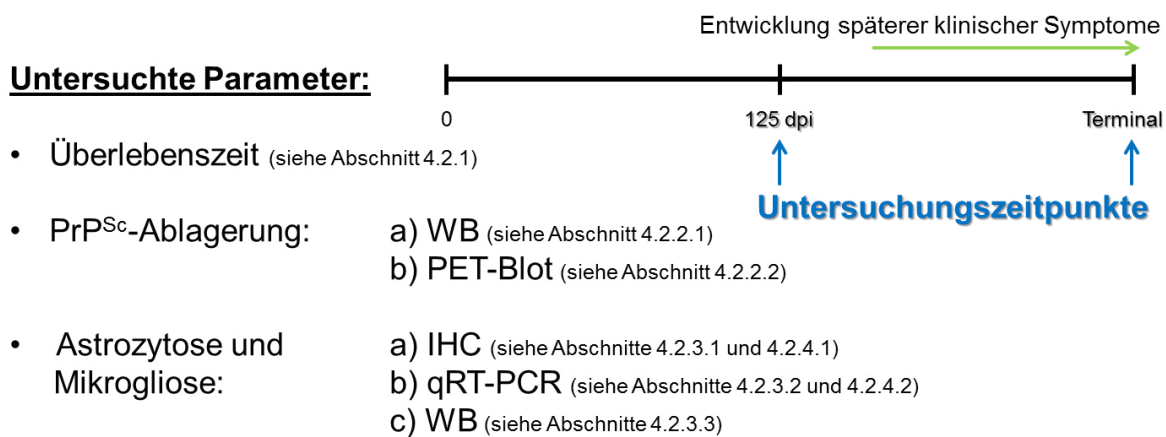 Entwicklung späterer klinischer Symptome
Untersuchte Parameter:
0
125 dpi
Terminal
Untersuchungszeitpunkte
• Überlebenszeit (siehe Abschnitt 4.2.1)
• PrPSc-Ablagerung: a) WB (siehe Abschnitt 4.2.2.1)
b) PET-Blot (siehe Abschnitt 4.2.2.2)
• Astrozytose und a) IHC (siehe Abschnitte 4.2.3.1 und 4.2.4.1)
Mikrogliose: b) qRT-PCR (siehe Abschnitte 4.2.3.2 und 4.2.4.2)
c) WB (siehe Abschnitte 4.2.3.3)